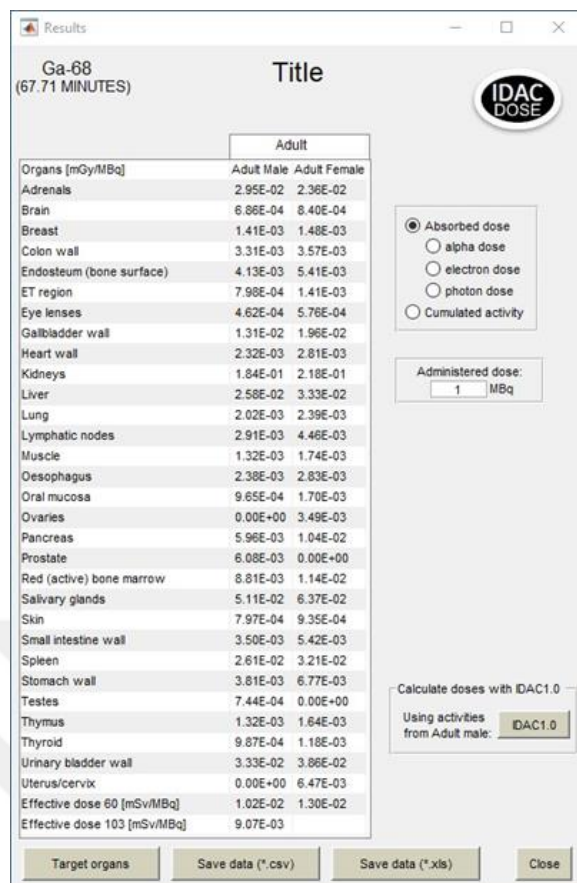 Results
Ga-68
(67.71 MINUTES)
Title
IDAC
DOSE
Adult
Organs [mGy/MBq] Adult Male Adult Female
Adrenals 2.95E-02 2.36E-02
Brain 6.86E-04 8.40E-04
Breast 1.41E-03 1.48E-03
Colon wall 3.31E-03 3.57E-03
Endosteum (bone surface) 4.13E-03 5.41E-03
ET region 7.98E-04 1.41E-03
Eye lenses 4.62E-04 5.76E-04
Gallbladder wall 1.31E-02 1.96E-02
Heart wall 2.32E-03 2.81E-03
Kidneys 1.84E-01 2.18E-01
Liver 2.58E-02 3.33E-02
Lung 2.02E-03 2.39E-03
Lymphatic nodes 2.91E-03 4.46E-03
Muscle 1.32E-03 1.74E-03
Oesophagus 2.38E-03 2.83E-03
Oral mucosa 9.65E-04 1.70E-03
Ovaries 0.00E+00 3.49E-03
Pancreas 5.96E-03 1.04E-02
Prostate 6.08E-03 0.00E+00
Red (active) bone marrow 8.81E-03 1.14E-02
Salivary glands 5.11E-02 6.37E-02
Skin 7.97E-04 9.35E-04
Small intestine wall 3.50E-03 5.42E-03
Spleen 2.61E-02 3.21E-02
Stomach wall 3.81E-03 6.77E-03
Testes 7.44E-04 0.00E+00
Thymus 1.32E-03 1.64E-03
Thyroid 9.87E-04 1.18E-03
Urinary bladder wall 3.33E-02 3.86E-02
Uterus/cervix 0.00E+00 6.47E-03
Effective dose 60 [mSv/MBq] 1.02E-02 1.30E-02
Effective dose 103 [mSv/MBq] 9.07E-03
Absorbed dose
alpha dose
electron dose
photon dose
Cumulated activity
Administered dose:
1 MBq
Calculate doses with IDAC1.0
Using activities
from Adult male: IDAC1.0
Target organs Save data (*.csv) Save data (*.xls) Close